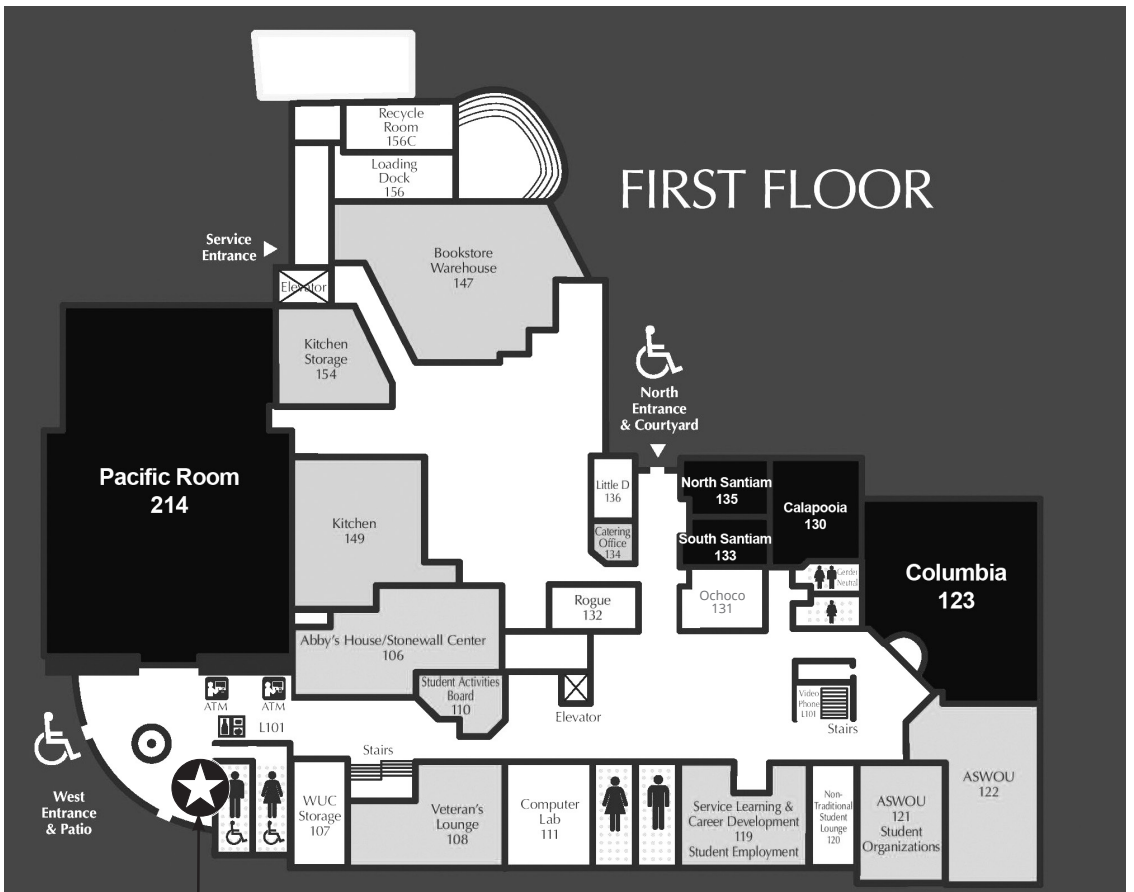 FIRST FLOOR
Recycle
Room
156C
Loading
Dock
156
Service
Entrance
Bookstore
Warehouse
147
Elevator
Kitchen
Storage
154
North
Entrance
& Courtyard
Pacific Room
214
Kitchen
149
Little D
136
Catering
Office
134
North Santiam
135
South Santiam
133
Calapooia
130
Gender
Neutral
Columbia
123
Ochoco
131
Rogue
132
Abby's House/Stonewall Center
106
Student Activities
Board
110
ATM
ATM
L101
Elevator
Video
Phone
L101
Stairs
Stairs
West
Entrance
& Patio
WUC
Storage
107
Veteran's
Lounge
108
Computer
Lab
111
Service Learning &
Career Development
119
Student Employment
Non-
Traditional
Student
Lounge
120
ASWOU
121
Student
Organizations
ASWOU
122